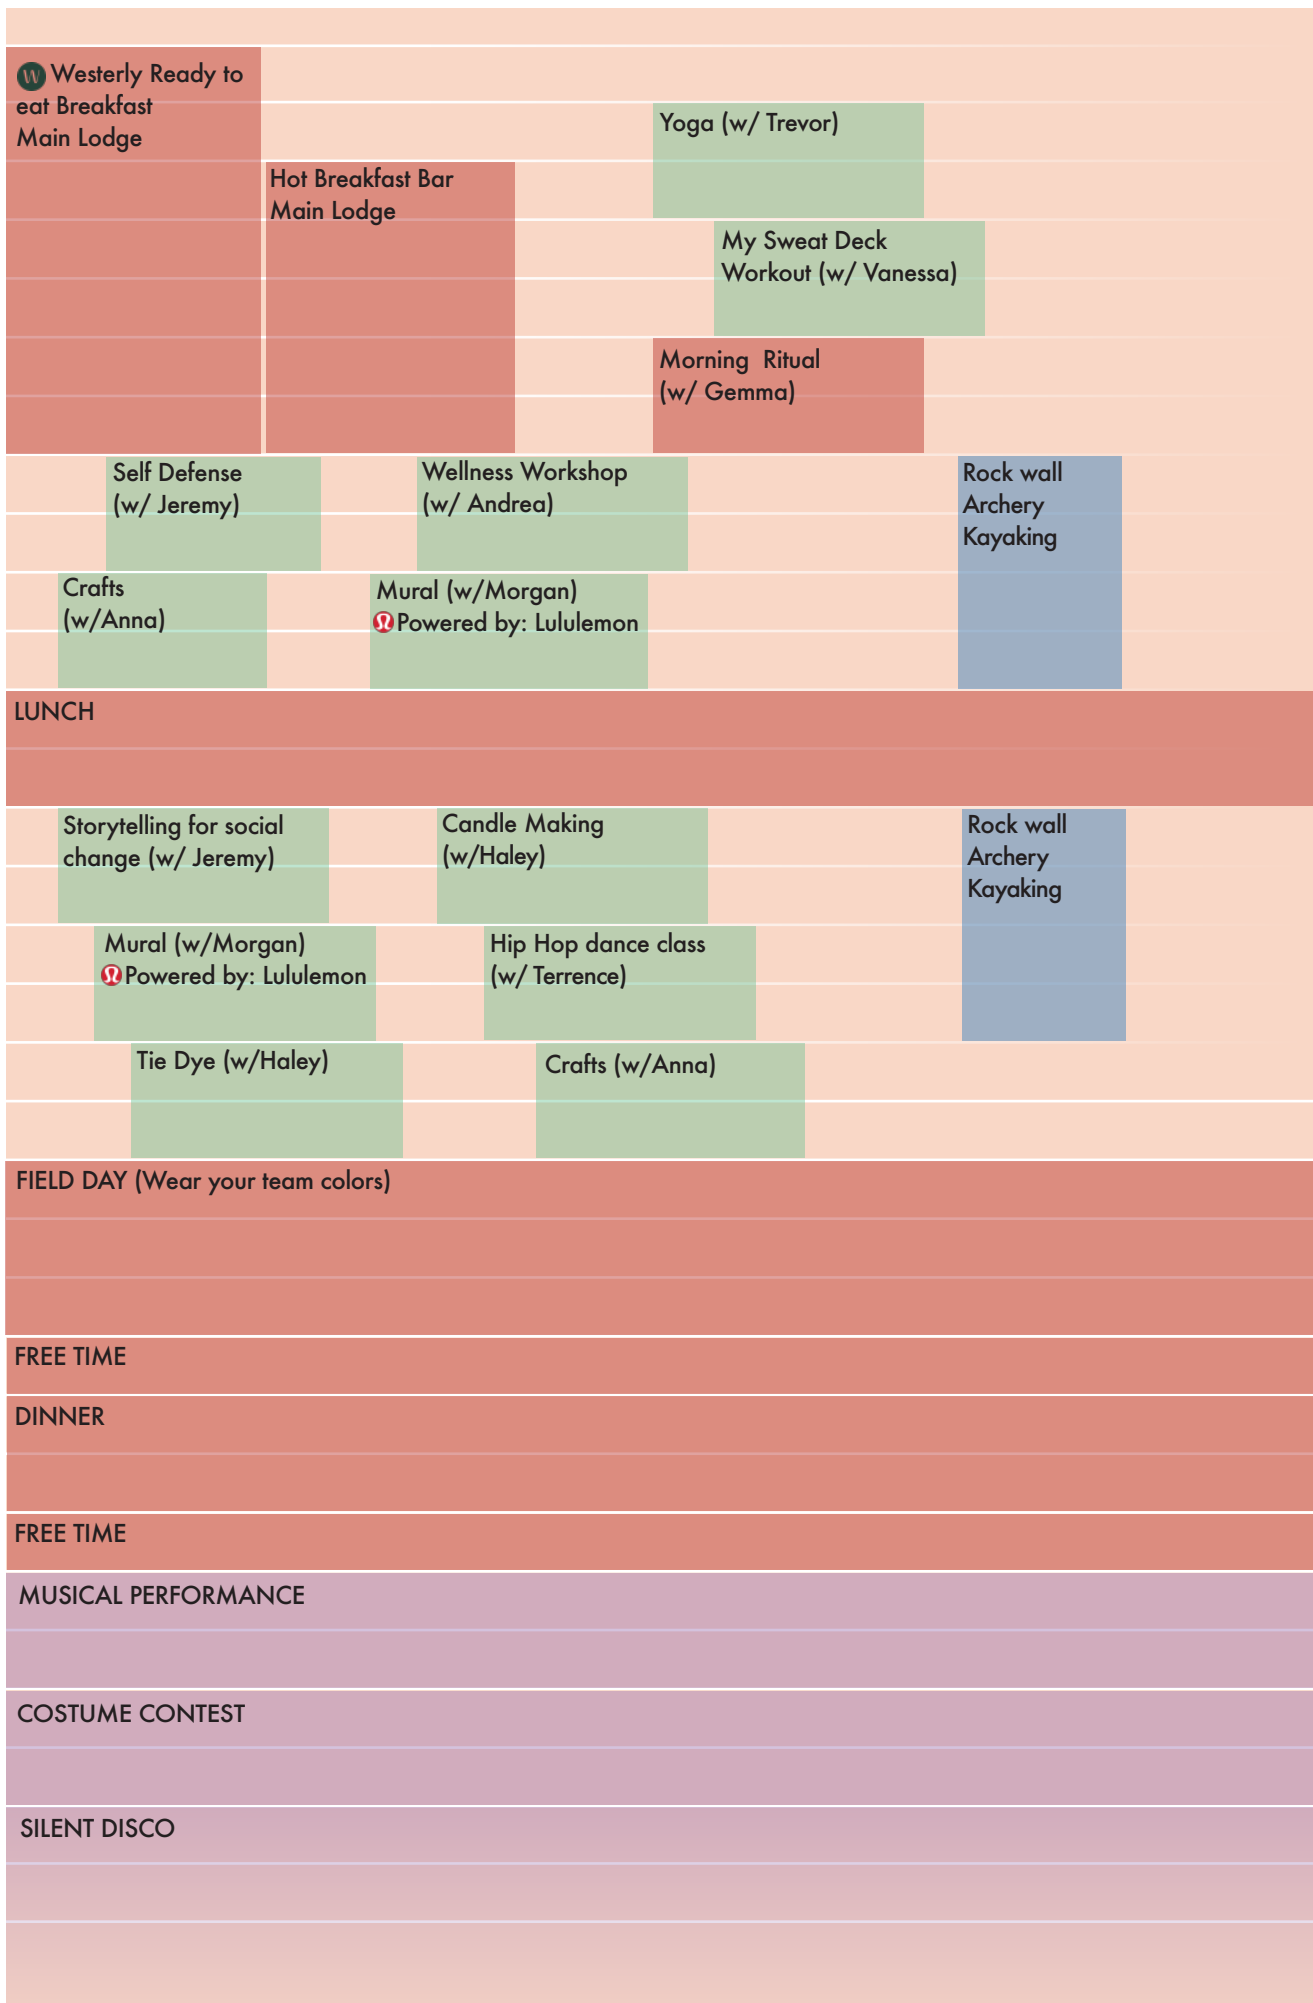 W Westerly Ready to
eat Breakfast
Main Lodge
Yoga (w/ Trevor)
Hot Breakfast Bar
Main Lodge
My Sweat Deck
Workout (w/ Vanessa)
Morning Ritual
(w/ Gemma)
Self Defense
(w/ Jeremy)
Wellness Workshop
(w/ Andrea)
Rock wall
Archery
Kayaking
Crafts
(w/Anna)
Mural (w/Morgan)
Powered by: Lululemon
LUNCH
Storytelling for social
change (w/ Jeremy)
Candle Making
(w/Haley)
Rock wall
Archery
Kayaking
Mural (w/Morgan)
Powered by: Lululemon
Hip Hop dance class
(w/ Terrence)
Tie Dye (w/Haley)
Crafts (w/Anna)
FIELD DAY (Wear your team colors)
FREE TIME
DINNER
FREE TIME
MUSICAL PERFORMANCE
COSTUME CONTEST
SILENT DISCO